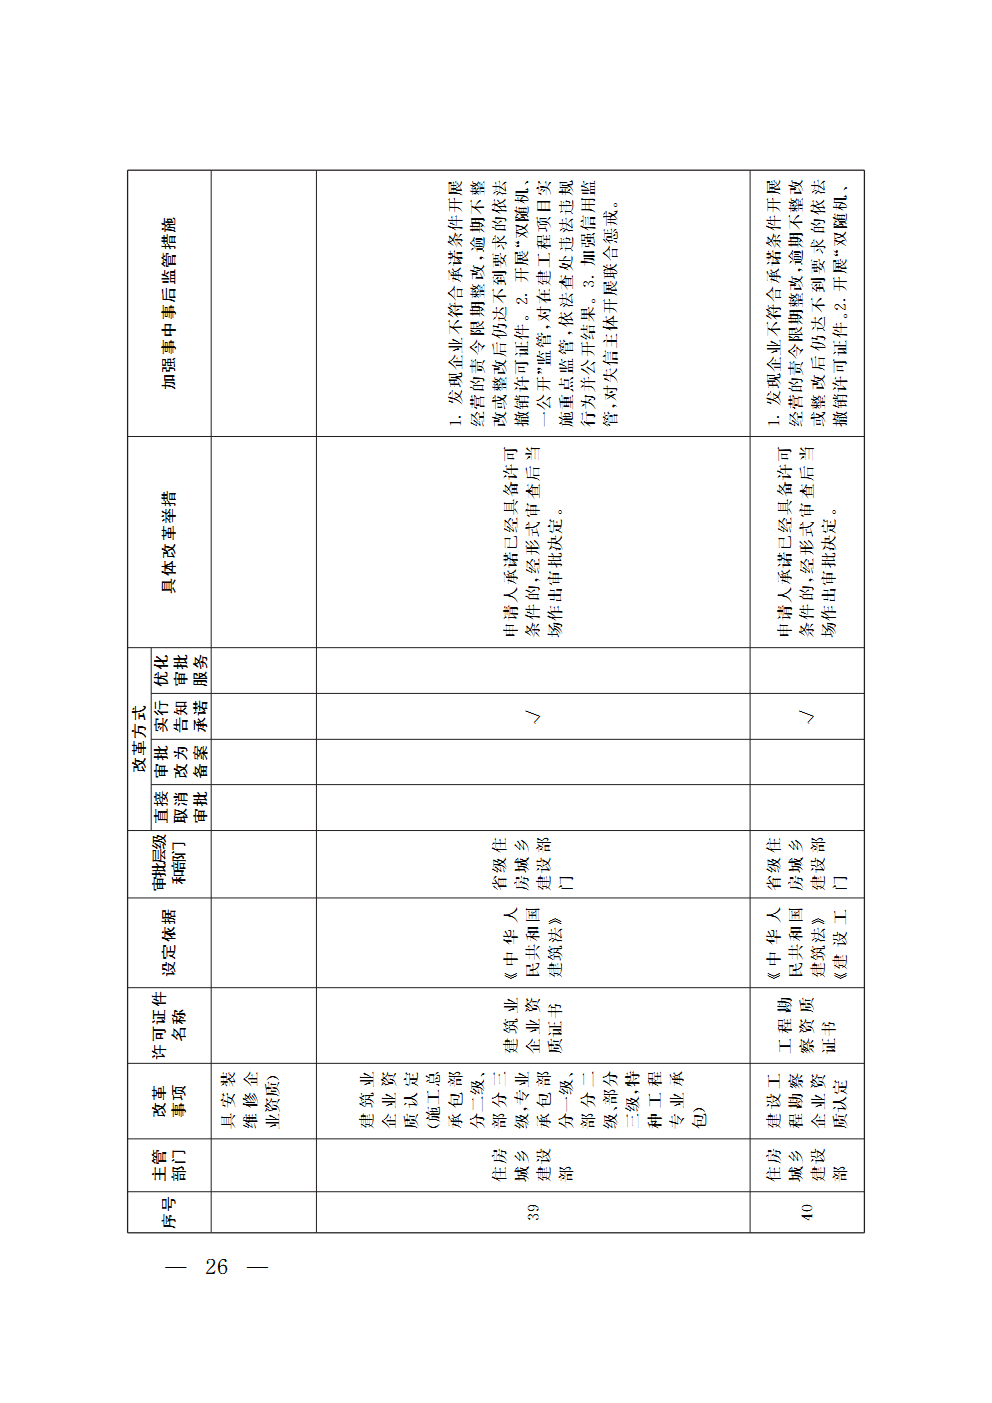 序号
主管
部门
改革
事项
许可证件
名称
设定依据
审批层级
和部门
改革方式
直接
取消
审批
审批
改为
备案
实行
告知
承诺
优化
审批
服务
具体改革举措
加强事中事后监管措施
具安装
维修企
业资质)
39
住房
城乡
建设
部
建筑业
企业资
质认定
(施工总
承包部
分二级、
部分三
级,专业
承包部
分一级、
部分二
级、部分
三级,特
种工程
专业承
包)
建筑业
企业资
质证书
《中华人
民共和国
建筑法》
省级住
房城乡
建设部
门
√
申请人承诺已经具备许可
条件的,经形式审查后当
场作出审批决定。
1. 发现企业不符合承诺条件开展
经营的责令限期整改,逾期不整
改或整改后仍达不到要求的依法
撤销许可证件。2. 开展“双随机、
一公开”监管,对在建工程项目实
施重点监管,依法查处违法违规
行为并公开结果。3. 加强信用监
管,对失信主体开展联合惩戒。
40
住房
城乡
建设
部
建设工
程勘察
企业资
质认定
工程勘
察资质
证书
《中华人
民共和国
建筑法》
《建设工
省级住
房城乡
建设部
门
√
申请人承诺已经具备许可
条件的,经形式审查后当
场作出审批决定。
1. 发现企业不符合承诺条件开展
经营的责令限期整改,逾期不整改
或整改后仍达不到要求的依法
撤销许可证件。2. 开展“双随机、
— 26 —